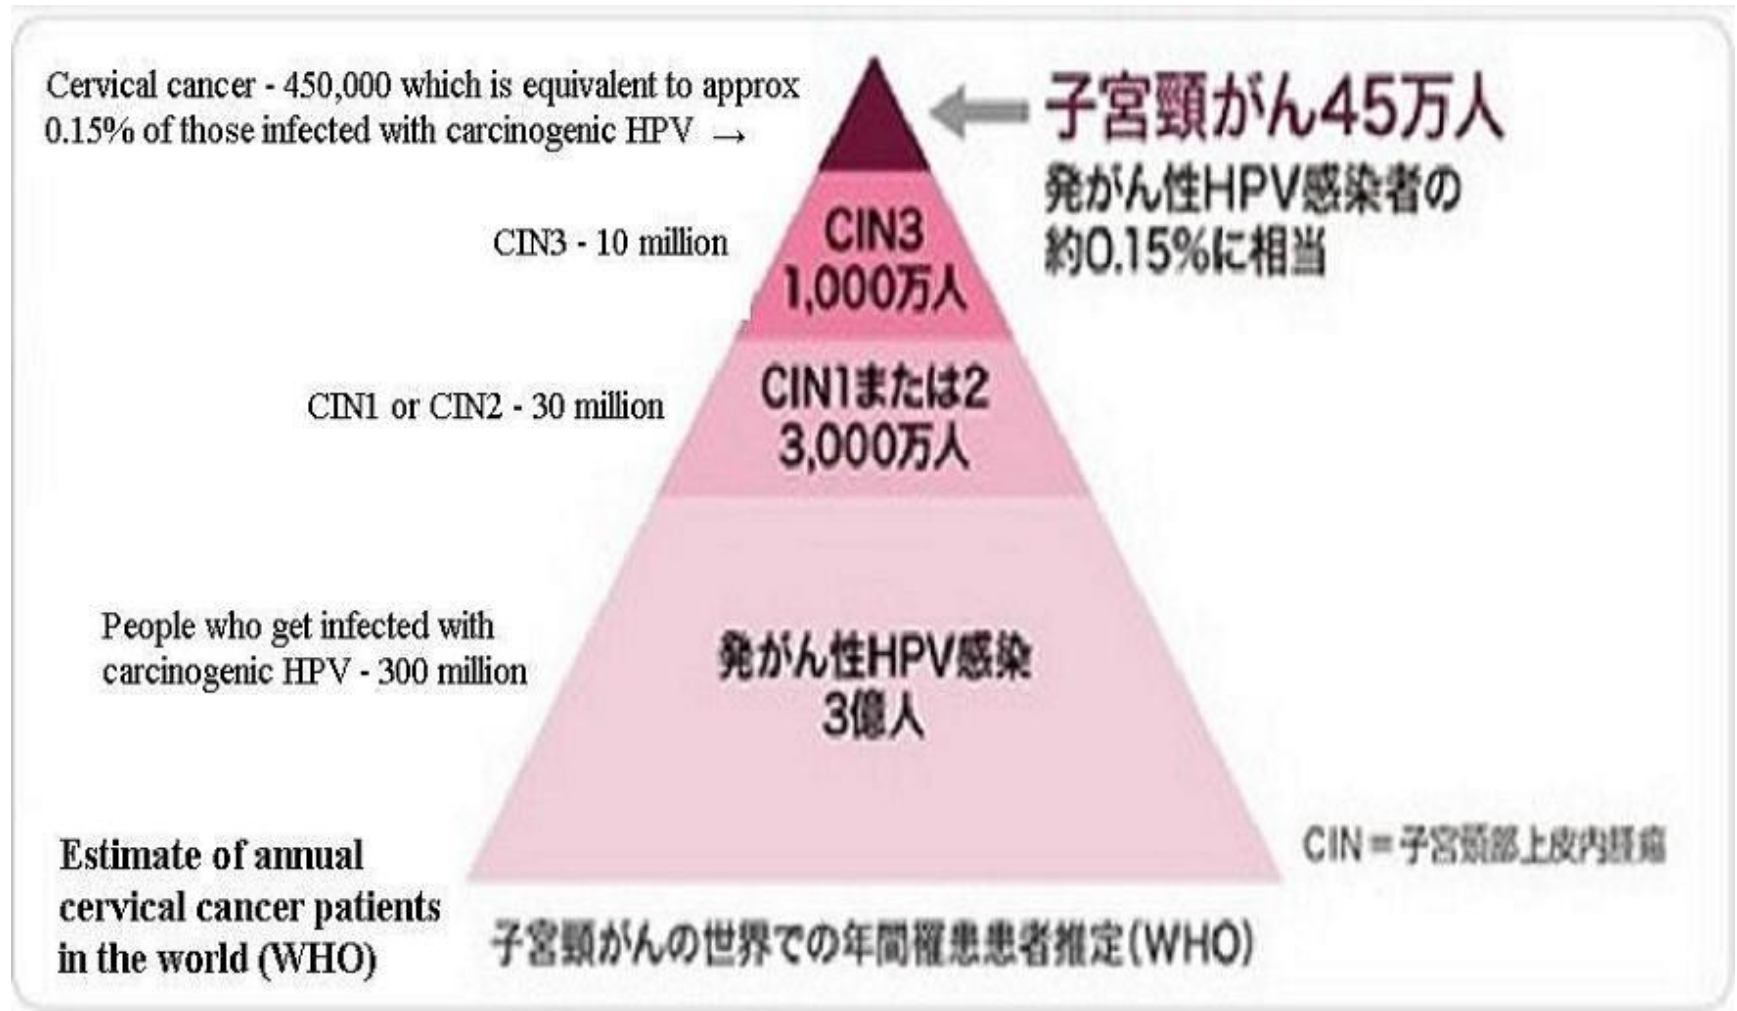 Cervical cancer - 450,000 which is equivalent to approx
0.15% of those infected with carcinogenic HPV →
子宮頸がん45万人
発がん性HPV感染者の
約0.15%に相当
CIN3 - 10 million
CIN3
1,000万人
CIN1 or CIN2 - 30 million
CIN1または2
3,000万人
People who get infected with
carcinogenic HPV - 300 million
発がん性HPV感染
3億人
CIN＝子宮頸部上皮内腫瘍
Estimate of annual
cervical cancer patients
in the world (WHO)
子宮頸がんの世界での年間罹患患者推定(WHO)